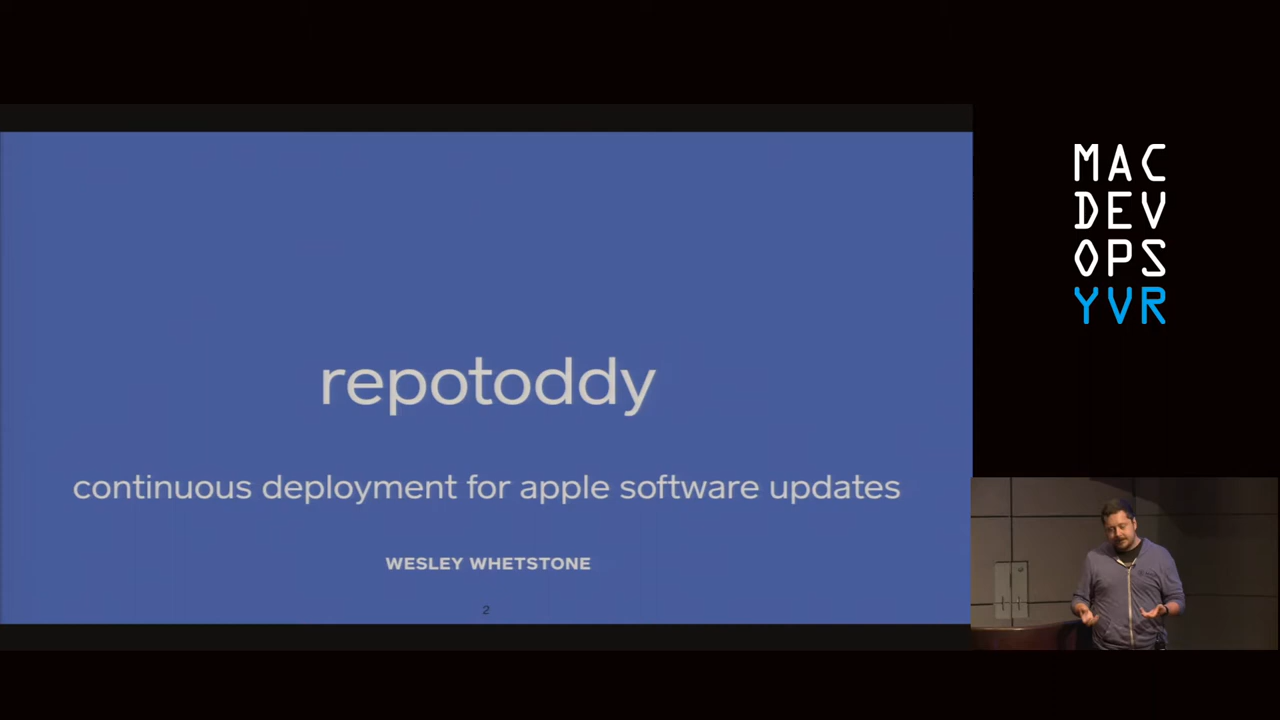 repotoddy
continuous deployment for apple software updates
WESLEY WHETSTONE
2
MAC
DEV
OPS
YVR